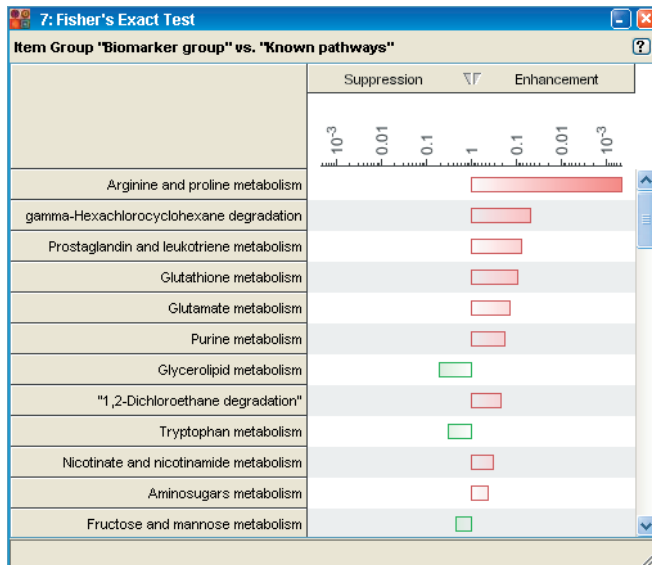 7: Fisher's Exact Test
Item Group "Biomarker group" vs. "Known pathways"
?
Suppression Enhancement
10-3 0.01 0.1 1 0.1 0.01 10-3
Arginine and proline metabolism
gamma-Hexachlorocyclohexane degradation
Prostaglandin and leukotriene metabolism
Glutathione metabolism
Glutamate metabolism
Purine metabolism
Glycerolipid metabolism
"1,2-Dichloroethane degradation"
Tryptophan metabolism
Nicotinate and nicotinamide metabolism
Aminosugars metabolism
Fructose and mannose metabolism